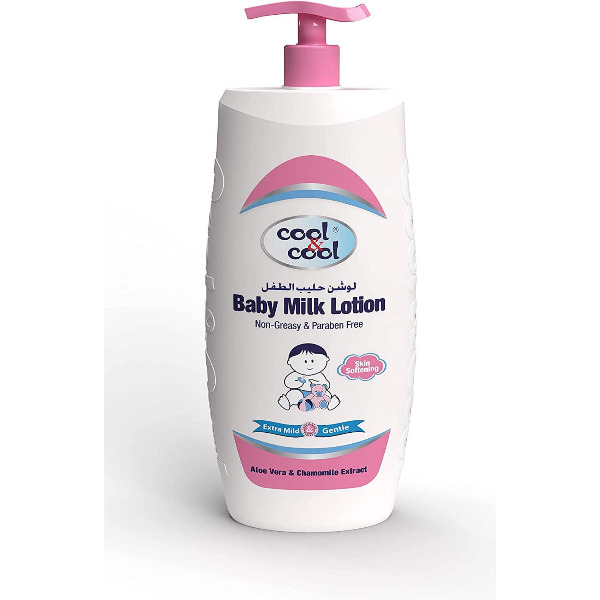 cool®
&
cool
لوشن حليب الطفل
Baby Milk Lotion
Non-Greasy & Paraben Free
Skin
Softening
Extra Mild Gentle
Aloe Vera & Chamomile Extract